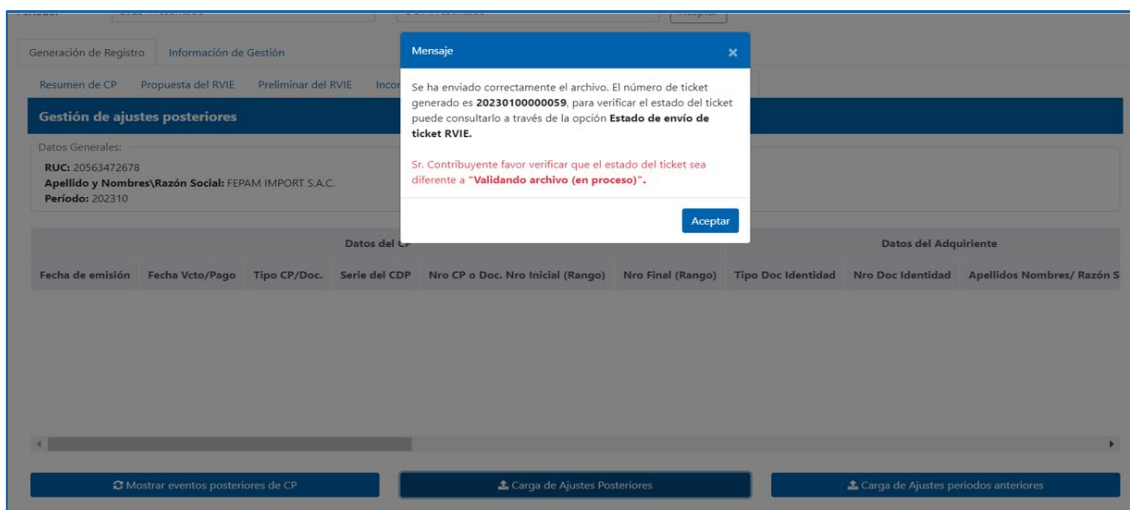 Generación de Registro Información de Gestión
Mensaje ×
Resumen de CP Propuesta del RVIE Preliminar del RVIE
Se ha enviado correctamente el archivo. El número de ticket
generado es 20230100000059, para verificar el estado del ticket
puede consultarlo a través de la opción Estado de envío de
ticket RVIE.
Sr. Contribuyente favor verificar que el estado del ticket sea
diferente a "Validando archivo (en proceso)".
Aceptar
Gestión de ajustes posteriores
Datos Generales:
RUC: 20563472678
Apellido y Nombres\Razón Social: FEPAM IMPORT S.A.C.
Período: 202310
Datos del CP Datos del Adquiriente
Fecha de emisión Fecha Vcto/Pago Tipo CP/Doc. Serie del CDP Nro CP o Doc. Nro Inicial (Rango) Nro Final (Rango) Tipo Doc Identidad Nro Doc Identidad Apellidos Nombres/ Razón S
Mostrar eventos posteriores de CP Carga de Ajustes Posteriores Carga de Ajustes periodos anteriores